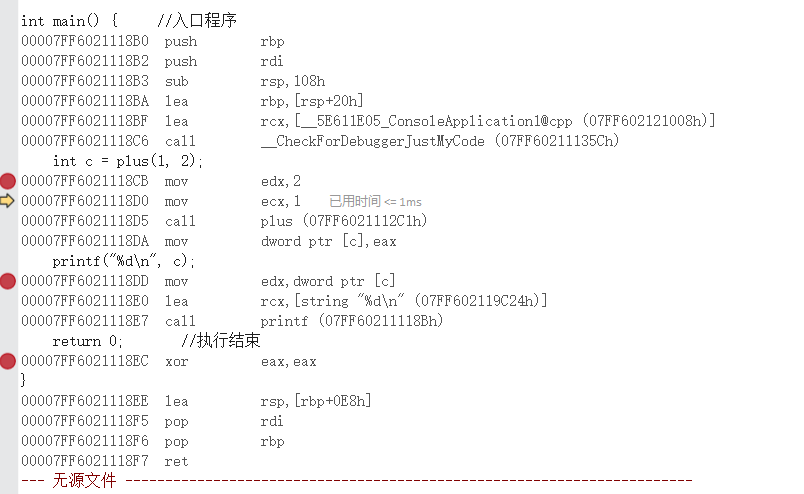 int main() {     //入口程序
00007FF6021118B0  push        rbp
00007FF6021118B2  push        rdi
00007FF6021118B3  sub         rsp,108h
00007FF6021118BA  lea         rbp,[rsp+20h]
00007FF6021118BF  lea         rcx,[__5E611E05_ConsoleApplication1@cpp (07FF602121008h)]
00007FF6021118C6  call        __CheckForDebuggerJustMyCode (07FF60211135Ch)
    int c = plus(1, 2);
00007FF6021118CB  mov         edx,2
00007FF6021118D0  mov         ecx,1    已用时间 <= 1ms
00007FF6021118D5  call        plus (07FF6021112C1h)
00007FF6021118DA  mov         dword ptr [c],eax
    printf("%d\n", c);
00007FF6021118DD  mov         edx,dword ptr [c]
00007FF6021118E0  lea         rcx,[string "%d\n" (07FF602119C24h)]
00007FF6021118E7  call        printf (07FF60211118Bh)
    return 0;       //执行结束
00007FF6021118EC  xor         eax,eax
}
00007FF6021118EE  lea         rsp,[rbp+0E8h]
00007FF6021118F5  pop         rdi
00007FF6021118F6  pop         rbp
00007FF6021118F7  ret
--- 无源文件 -----------------------------------------------------------------------